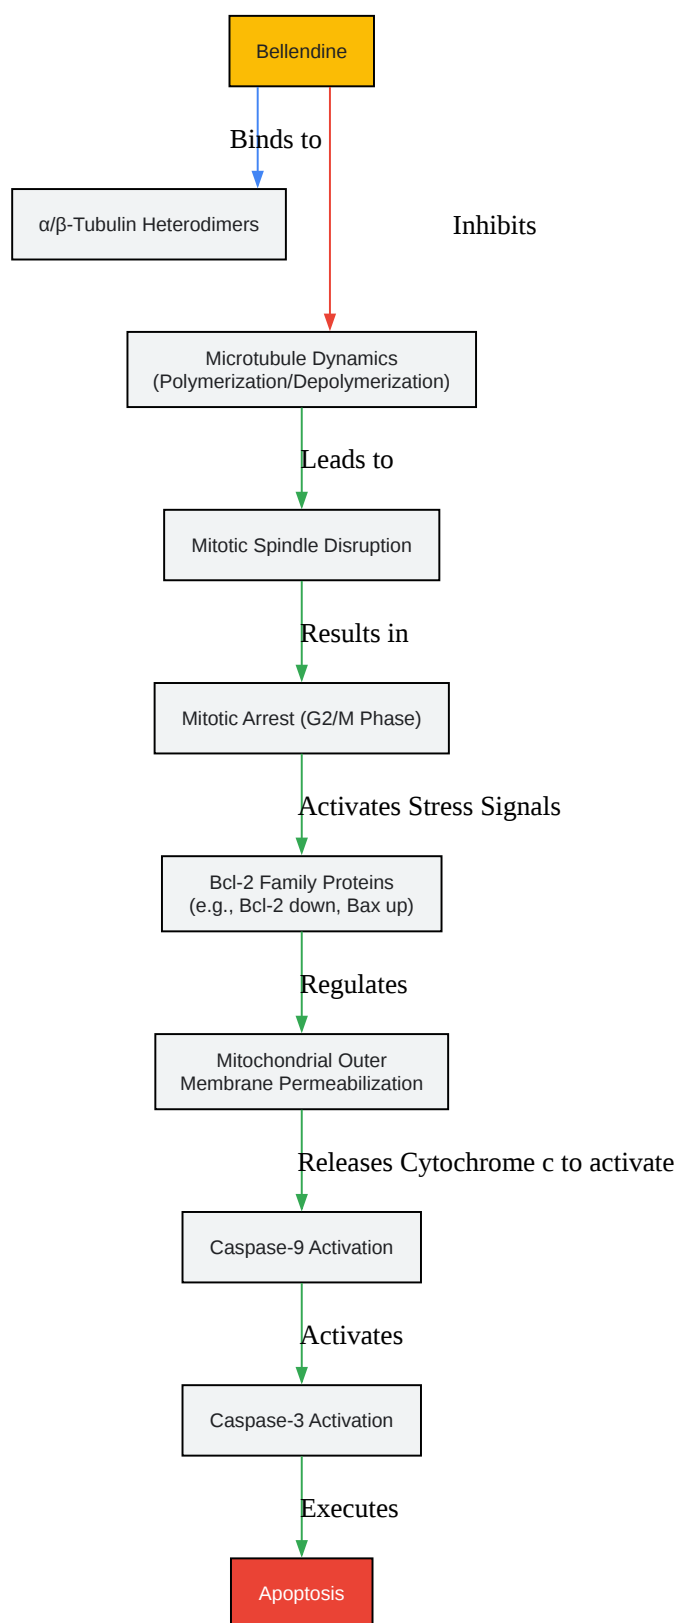 Bellendine
Binds to
α/β-Tubulin Heterodimers
Inhibits
Microtubule Dynamics
(Polymerization/Depolymerization)
Leads to
Mitotic Spindle Disruption
Results in
Mitotic Arrest (G2/M Phase)
Activates Stress Signals
Bcl-2 Family Proteins
(e.g., Bcl-2 down, Bax up)
Regulates
Mitochondrial Outer
Membrane Permeabilization
Releases Cytochrome c to activate
Caspase-9 Activation
Activates
Caspase-3 Activation
Executes
Apoptosis